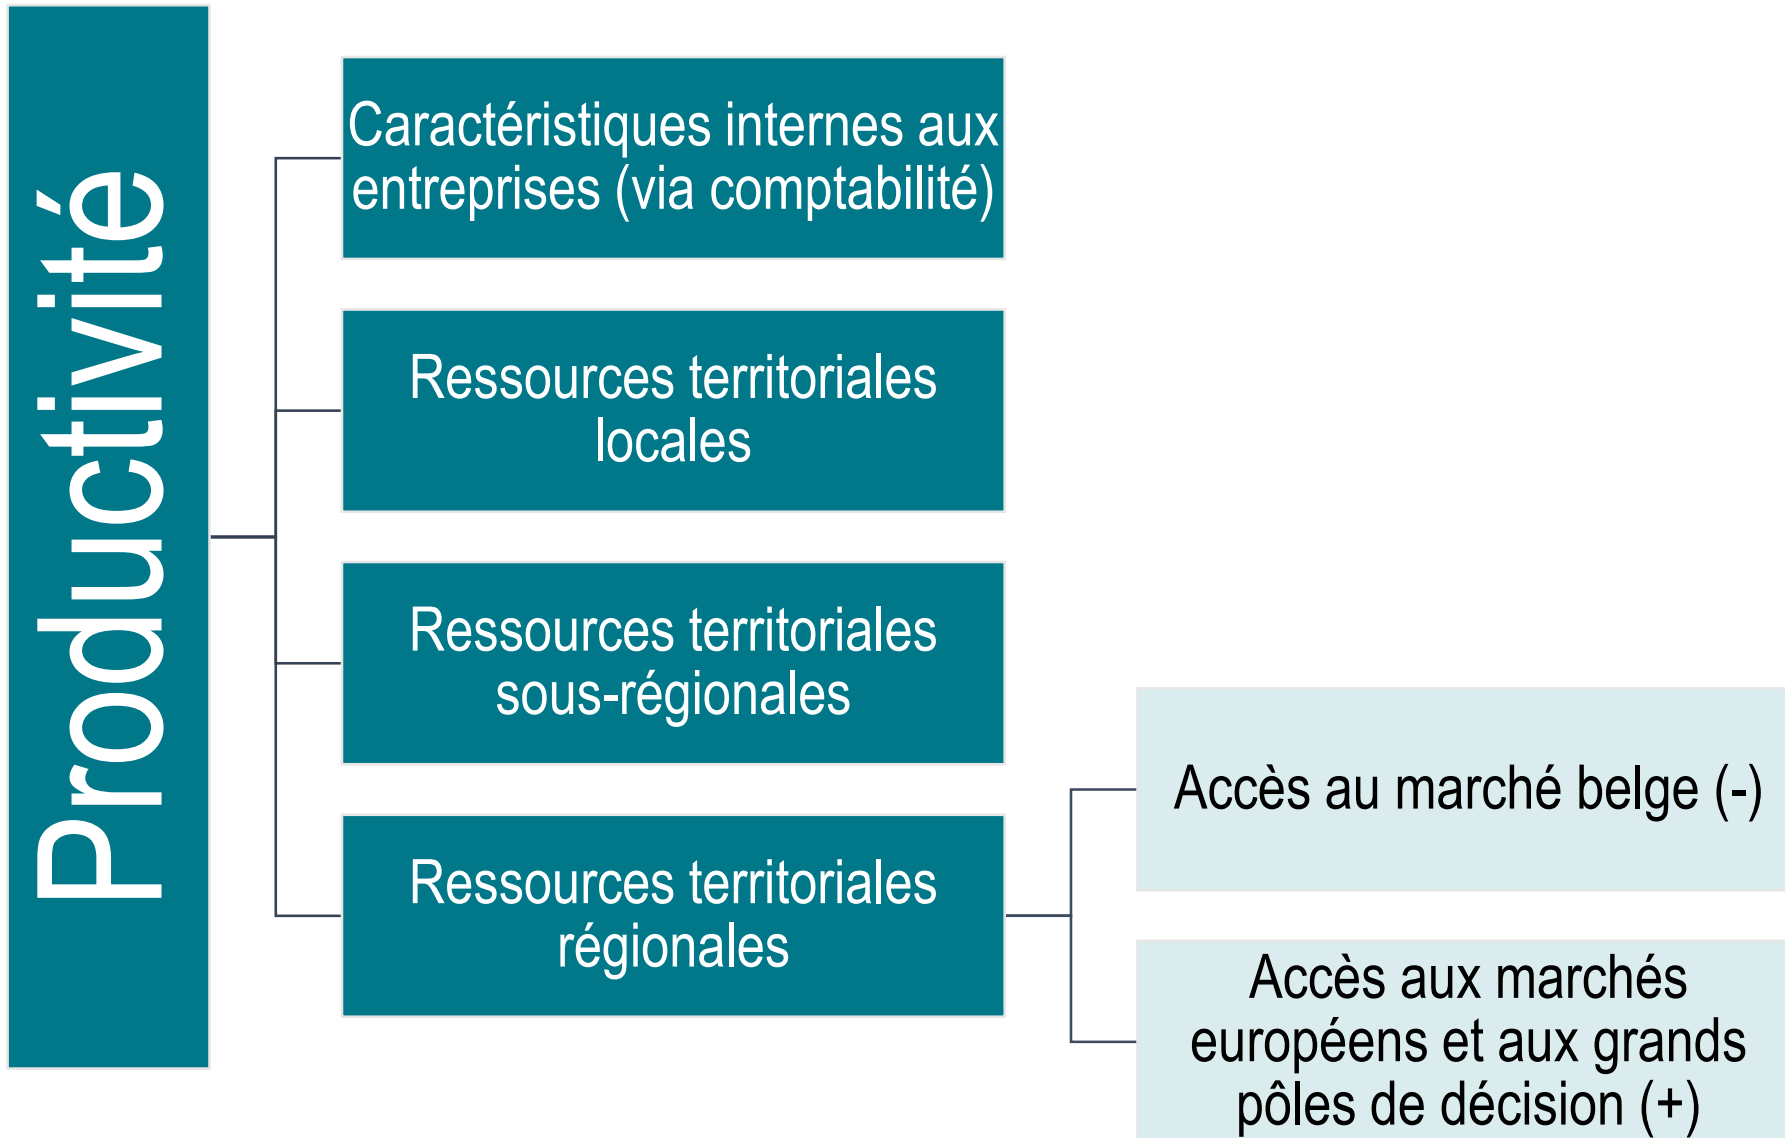 Productivité
Caractéristiques internes aux
entreprises (via comptabilité)
Ressources territoriales
locales
Ressources territoriales
sous-régionales
Ressources territoriales
régionales
Accès au marché belge (-)
Accès aux marchés
européens et aux grands
pôles de décision (+)